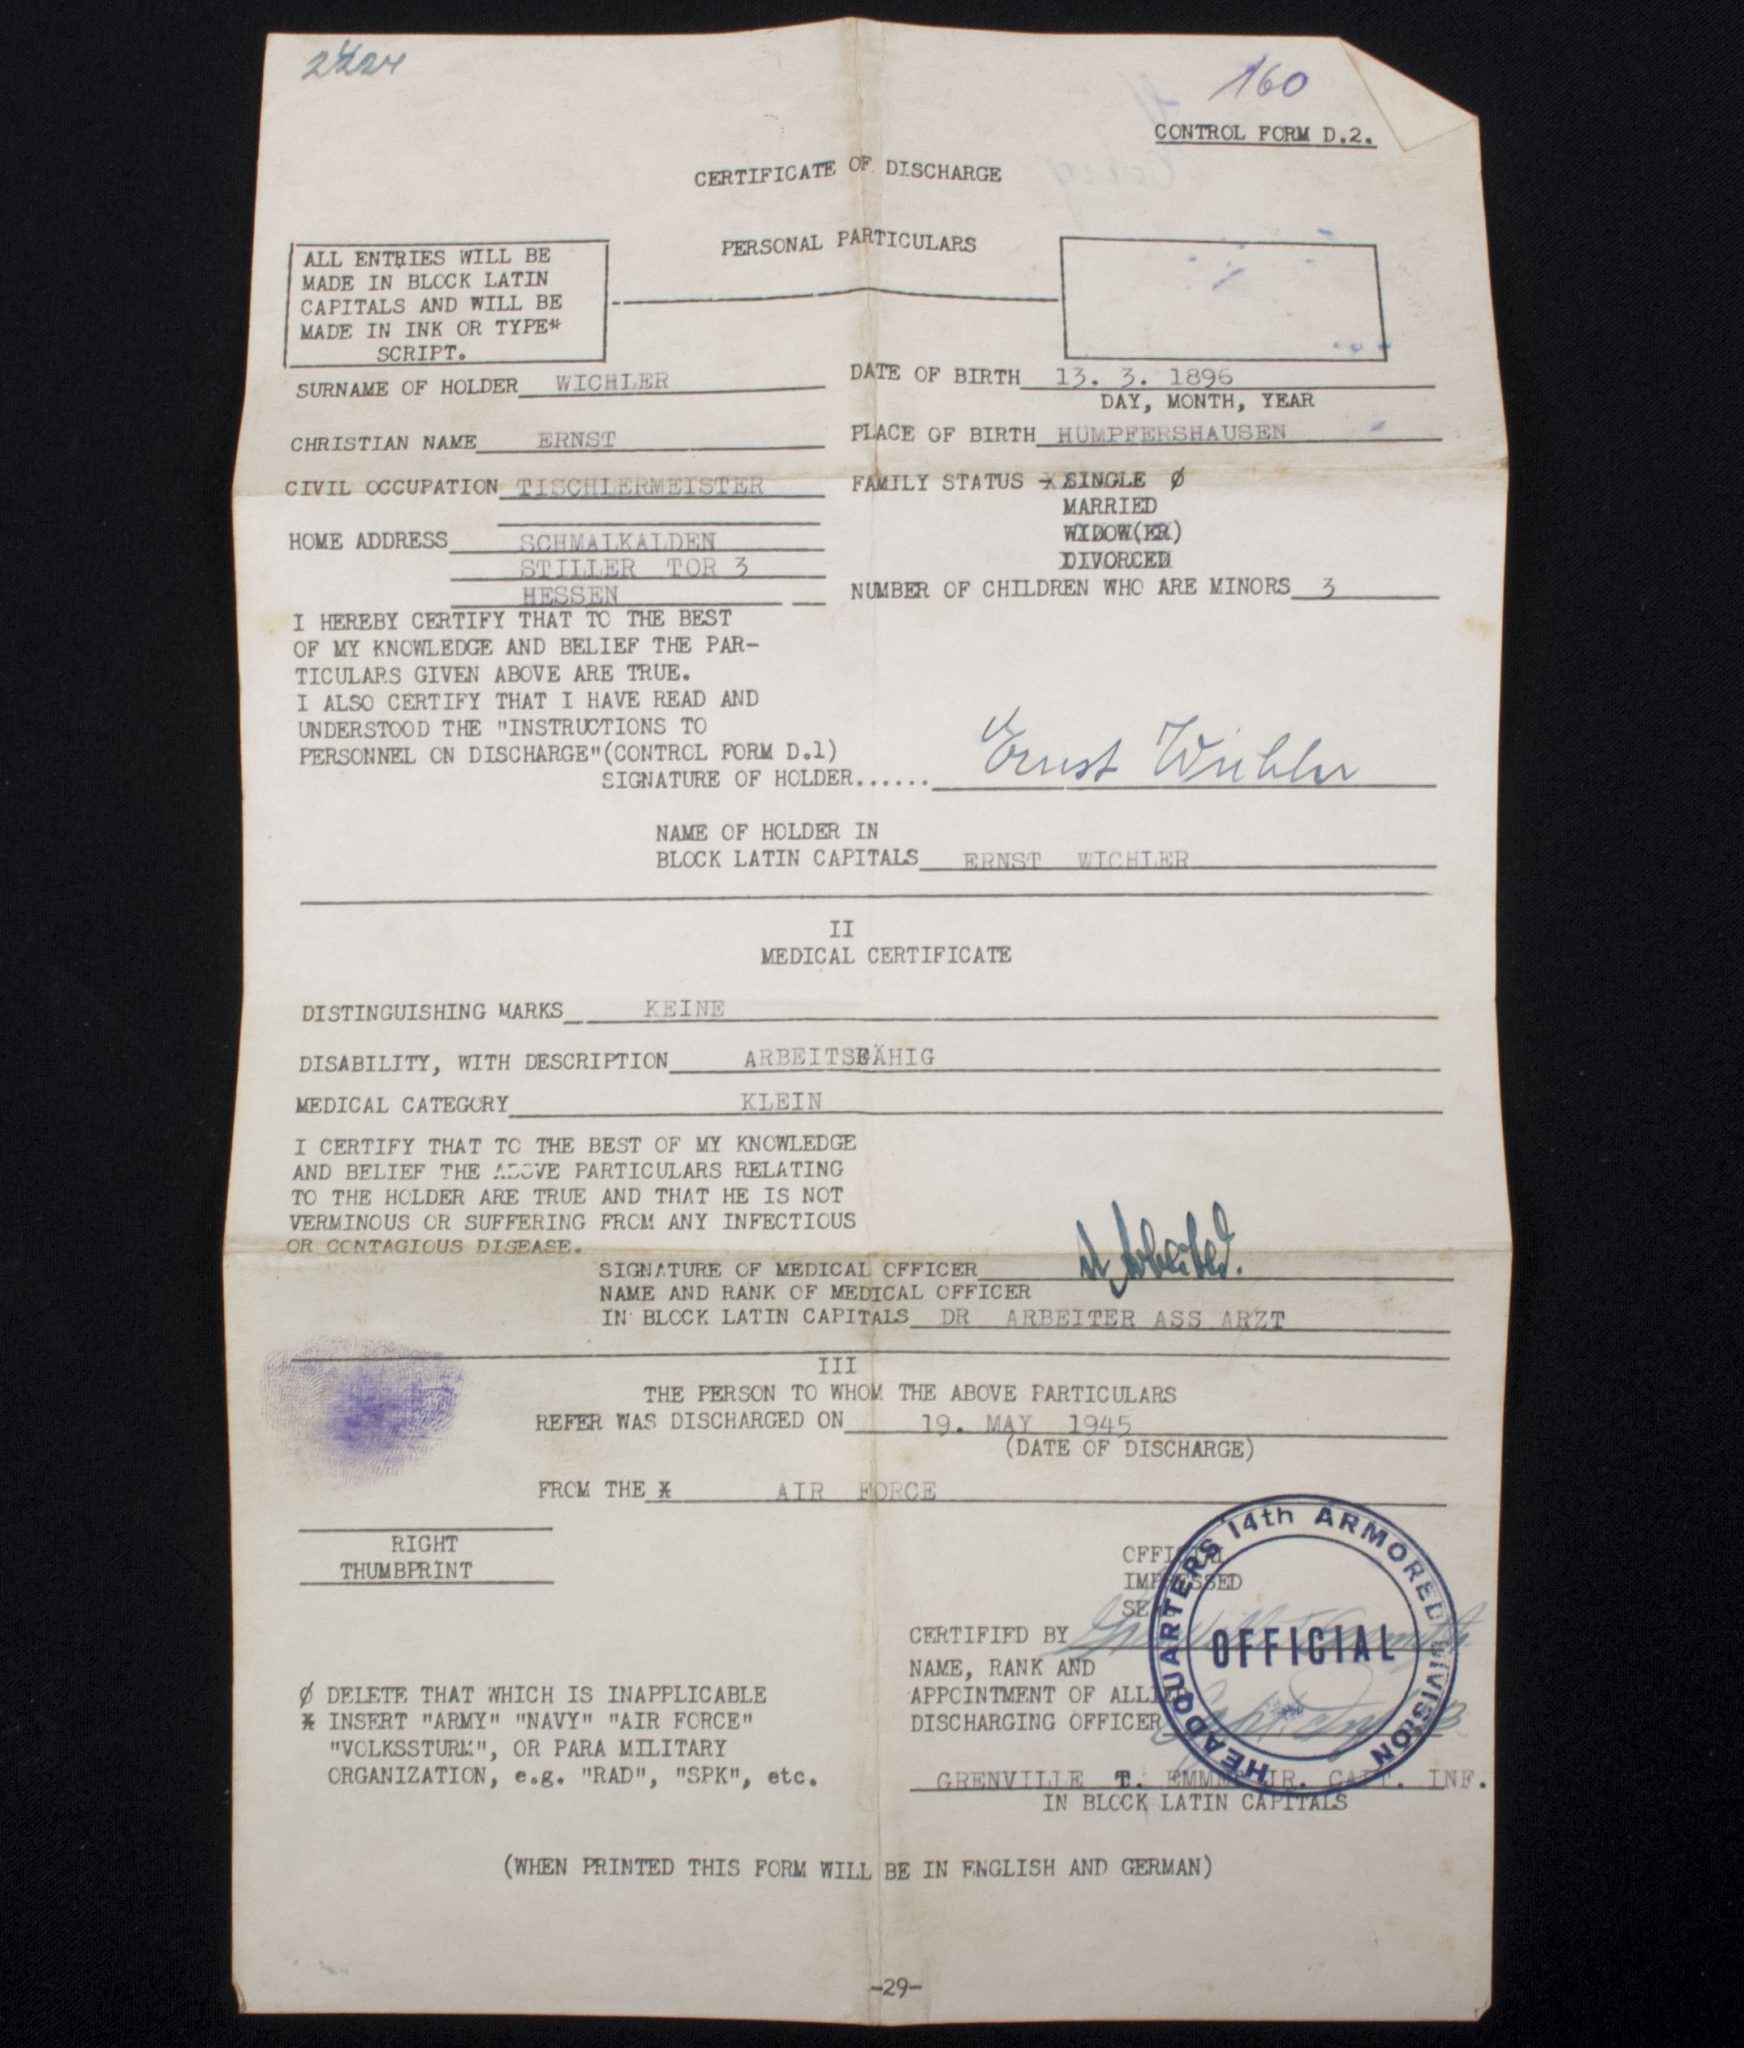 160
CONTROL FORM D.2.
CERTIFICATE OF DISCHARGE
PERSONAL PARTICULARS
ALL ENTRIES WILL BE
MADE IN BLOCK LATIN
CAPITALS AND WILL BE
MADE IN INK OR TYPE*
SCRIPT.
SURNAME OF HOLDER WICHLER
DATE OF BIRTH 13. 3. 1896
DAY, MONTH, YEAR
CHRISTIAN NAME ERNST
PLACE OF BIRTH HÜMPFERSHAUSEN
CIVIL OCCUPATION TISCHLERMEISTER
FAMILY STATUS SINGLE Ø
MARRIED
WIDOW(ER)
DIVORCED
HOME ADDRESS SCHMALKALDEN
STILLER TOR 3
HESSEN
NUMBER OF CHILDREN WHO ARE MINORS 3
I HEREBY CERTIFY THAT TO THE BEST
OF MY KNOWLEDGE AND BELIEF THE PAR-
TICULARS GIVEN ABOVE ARE TRUE.
I ALSO CERTIFY THAT I HAVE READ AND
UNDERSTOOD THE "INSTRUCTIONS TO
PERSONNEL ON DISCHARGE"(CONTROL FORM D.1)
SIGNATURE OF HOLDER...... Ernst Wichler
NAME OF HOLDER IN
BLOCK LATIN CAPITALS ERNST WICHLER
II
MEDICAL CERTIFICATE
DISTINGUISHING MARKS KEINE
DISABILITY, WITH DESCRIPTION ARBEITSFÄHIG
MEDICAL CATEGORY KLEIN
I CERTIFY THAT TO THE BEST OF MY KNOWLEDGE
AND BELIEF THE ABOVE PARTICULARS RELATING
TO THE HOLDER ARE TRUE AND THAT HE IS NOT
VERMINOUS OR SUFFERING FROM ANY INFECTIOUS
OR CONTAGIOUS DISEASE.
SIGNATURE OF MEDICAL OFFICER
NAME AND RANK OF MEDICAL OFFICER
IN BLOCK LATIN CAPITALS DR ARBEITER ASS ARZT
III
THE PERSON TO WHOM THE ABOVE PARTICULARS
REFER WAS DISCHARGED ON 19. MAY 1945
(DATE OF DISCHARGE)
FROM THE * AIR FORCE
RIGHT
THUMBPRINT
OFFICIAL
IMPRESSED
SEAL
HEADQUARTERS 14th ARMORED DIVISION
OFFICIAL
CERTIFIED BY
NAME, RANK AND
APPOINTMENT OF ALLIED
DISCHARGING OFFICER
GRENVILLE T. EMMET JR. CAPT. INF.
IN BLOCK LATIN CAPITALS
Ø DELETE THAT WHICH IS INAPPLICABLE
* INSERT "ARMY" "NAVY" "AIR FORCE"
"VOLKSSTURM", OR PARA MILITARY
ORGANIZATION, e.g. "RAD", "SPK", etc.
(WHEN PRINTED THIS FORM WILL BE IN ENGLISH AND GERMAN)
-29-